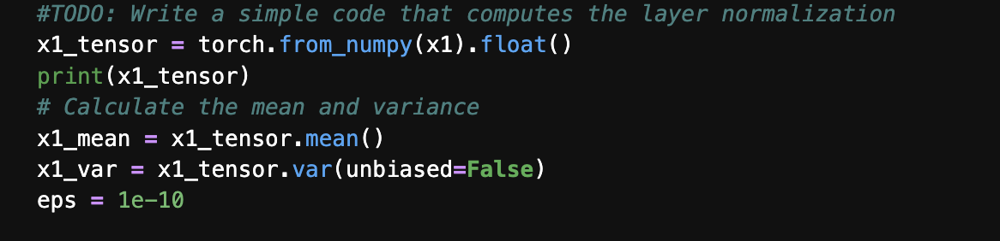 #TODO: Write a simple code that computes the layer normalization
x1_tensor = torch.from_numpy(x1).float()
print(x1_tensor)
# Calculate the mean and variance
x1_mean = x1_tensor.mean()
x1_var = x1_tensor.var(unbiased=False)
eps = 1e-10